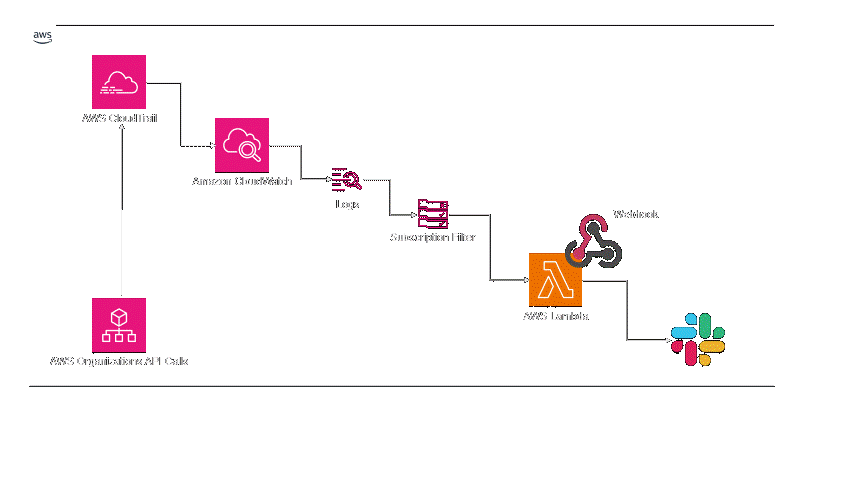 aws
AWS CloudTrail
Amazon CloudWatch
Logs
Subscription Filter
Webhook
AWS Lambda
AWS Organizations API Calls